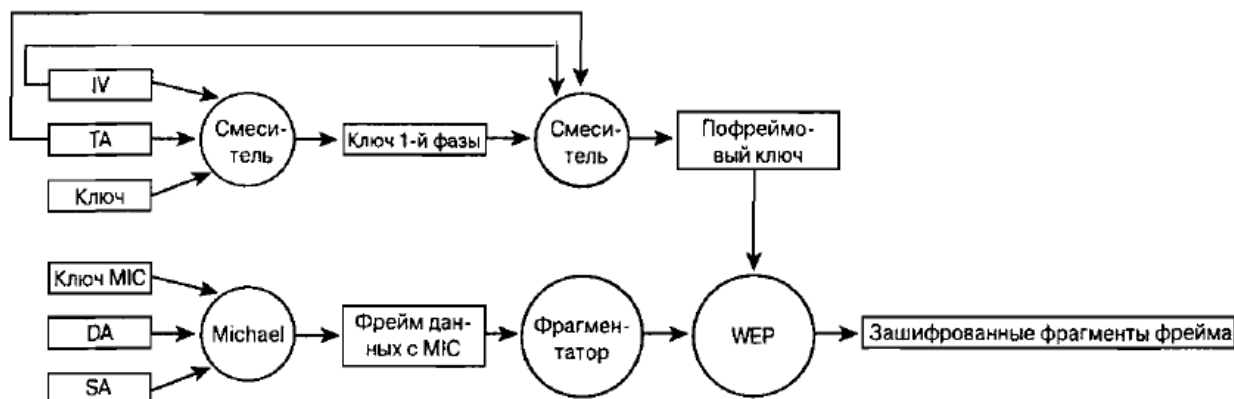 IV
TA
Ключ
Смеси-
тель
Ключ 1-й фазы
Смеси-
тель
Пофреймо-
вый ключ
Ключ MIC
DA
SA
Michael
Фрейм дан-
ных с MIC
Фрагмен-
татор
WEP
Зашифрованные фрагменты фрейма